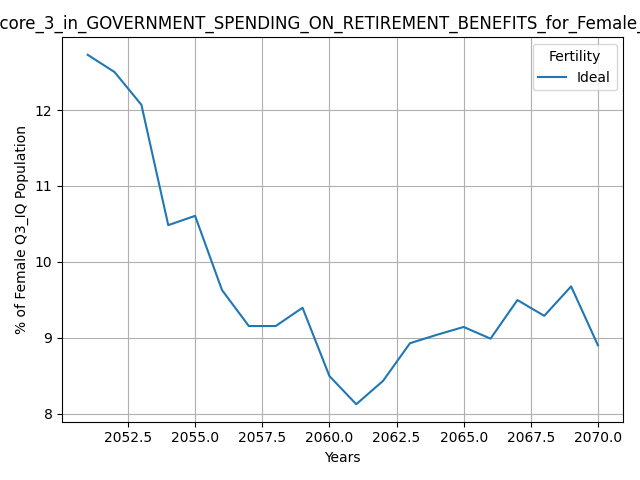 core_3_in_GOVERNMENT_SPENDING_ON_RETIREMENT_BENEFITS_for_Female_
Fertility
Ideal
% of Female Q3_IQ Population
12
11
10
9
8
2052.5 2055.0 2057.5 2060.0 2062.5 2065.0 2067.5 2070.0
Years